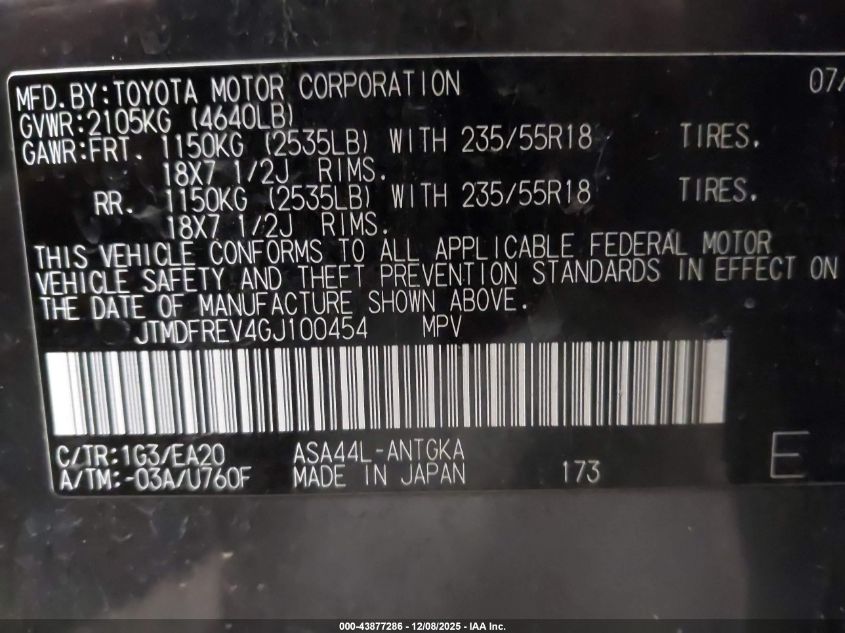 MFD.BY:TOYOTA MOTOR CORPORATION 07/
GVWR:2105KG (4640LB)
GAWR:FRT. 1150KG (2535LB) WITH 235/55R18 TIRES.
18X7 1/2J RIMS.
RR. 1150KG (2535LB) WITH 235/55R18 TIRES.
18X7 1/2J RIMS.
THIS VEHICLE CONFORMS TO ALL APPLICABLE FEDERAL MOTOR
VEHICLE SAFETY AND THEFT PREVENTION STANDARDS IN EFFECT ON
THE DATE OF MANUFACTURE SHOWN ABOVE.
JTMDFREV4GJ100454 MPV
C/TR:1G3/EA20 ASA44L-ANTGKA
A/TM:-03A/U760F MADE IN JAPAN 173 E
000-43877286 - 12/08/2025 - IAA Inc.